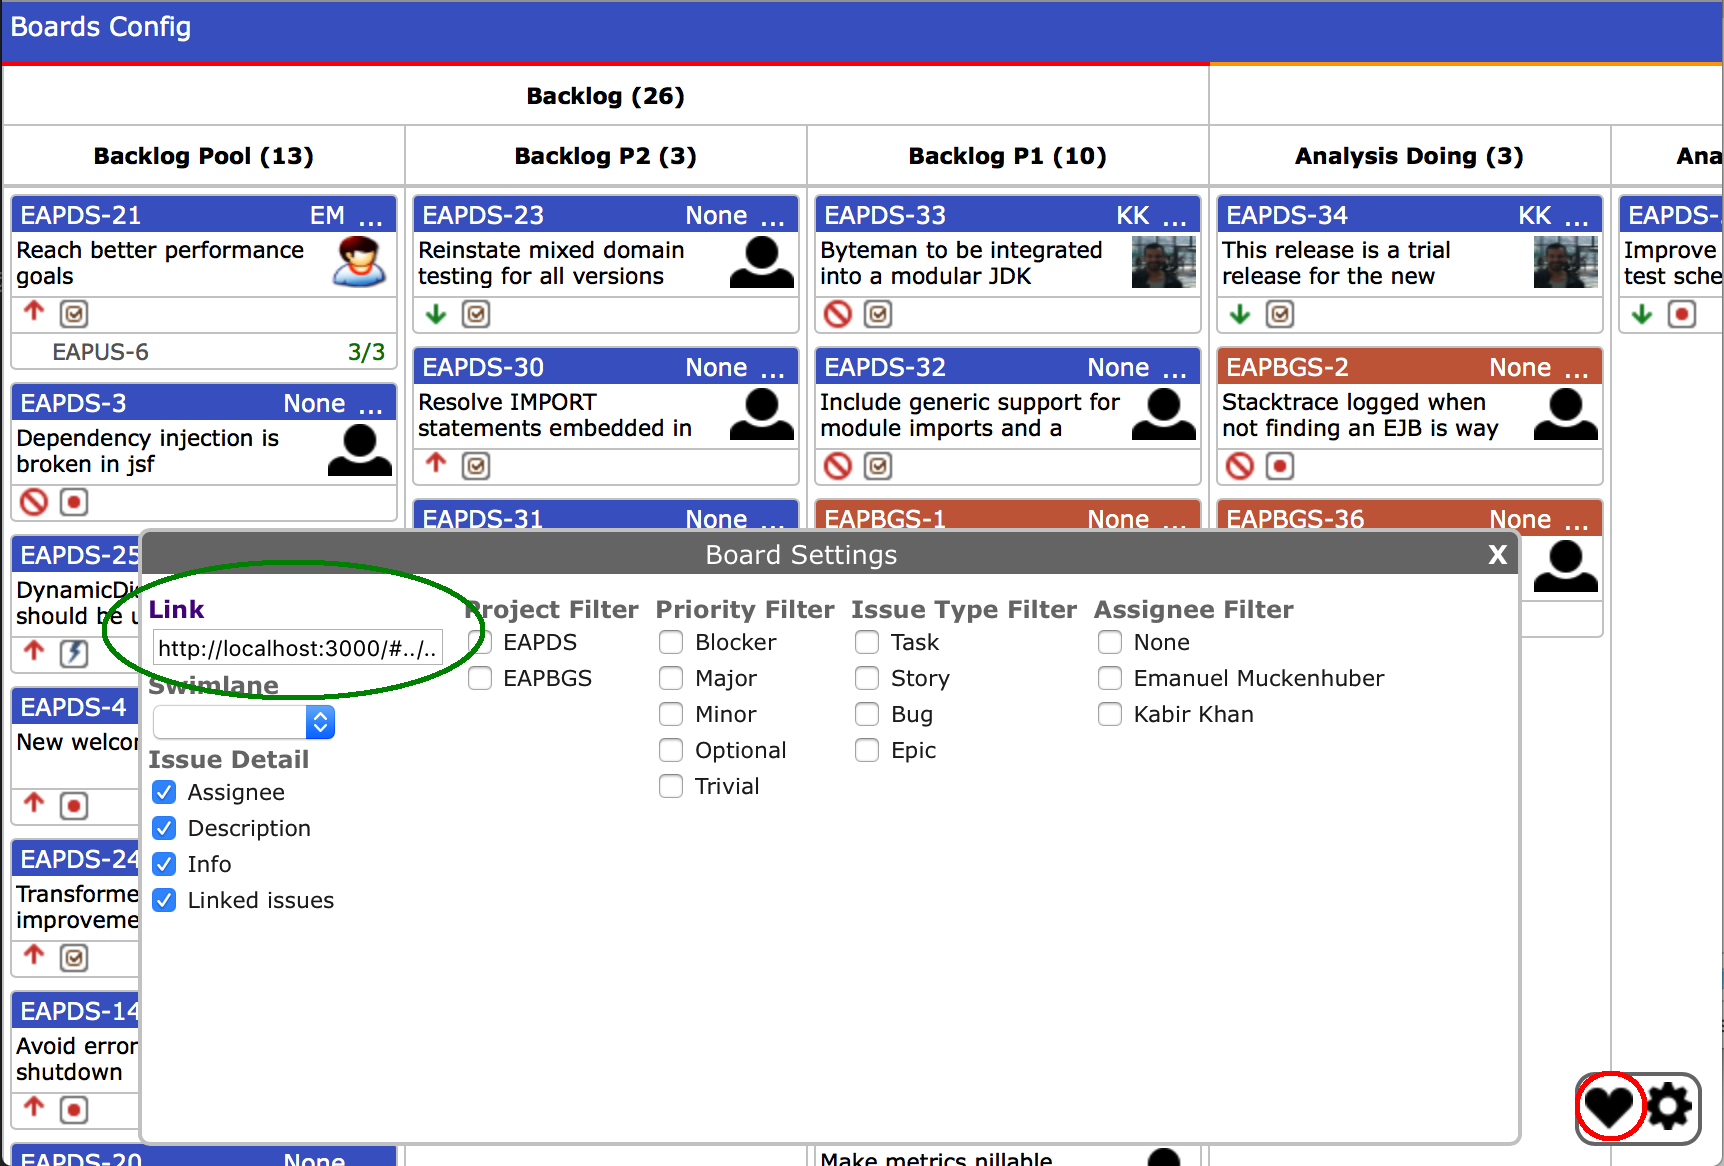 Boards Config
Backlog (26)
Backlog Pool (13)
Backlog P2 (3)
Backlog P1 (10)
Analysis Doing (3)
Ana
EAPDS-21 EM ...
Reach better performance
goals
EAPUS-6 3/3
EAPDS-3 None ...
Dependency injection is
broken in jsf
EAPDS-25
DynamicDi
should be u
EAPDS-4
New welcor
EAPDS-24
Transforme
improveme
EAPDS-14
Avoid error
shutdown
EAPDS-20 None
EAPDS-23 None ...
Reinstate mixed domain
testing for all versions
EAPDS-30 None ...
Resolve IMPORT
statements embedded in
EAPDS-31 None ...
EAPDS-33 KK ...
Byteman to be integrated
into a modular JDK
EAPDS-32 None ...
Include generic support for
module imports and a
EAPBGS-1 None ...
Make metrics nillable
EAPDS-34 KK ...
This release is a trial
release for the new
EAPBGS-2 None ...
Stacktrace logged when
not finding an EJB is way
EAPBGS-36 None ...
EAPDS-
Improve
test sche
Board Settings X
Link
http://localhost:3000/#../..
Swimlane
Issue Detail
Assignee
Description
Info
Linked issues
Project Filter
EAPDS
EAPBGS
Priority Filter
Blocker
Major
Minor
Optional
Trivial
Issue Type Filter
Task
Story
Bug
Epic
Assignee Filter
None
Emanuel Muckenhuber
Kabir Khan